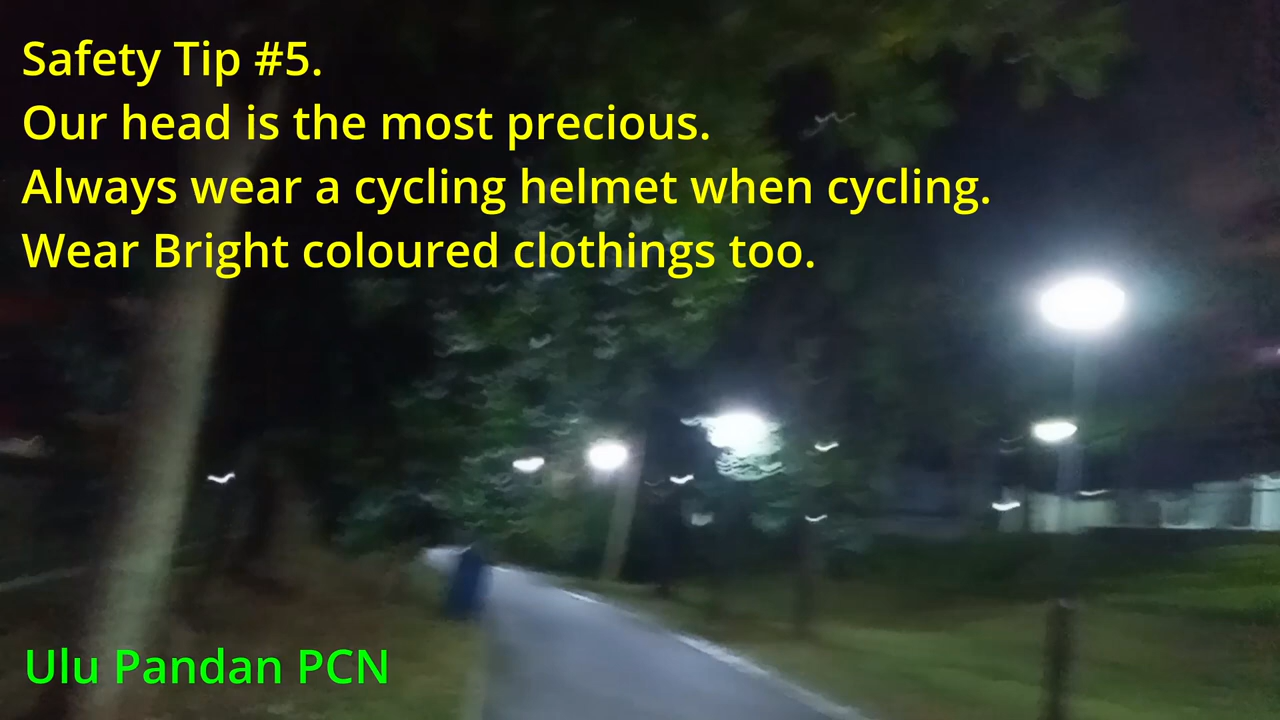 Safety Tip #5.
Our head is the most precious.
Always wear a cycling helmet when cycling.
Wear Bright coloured clothings too.
Ulu Pandan PCN